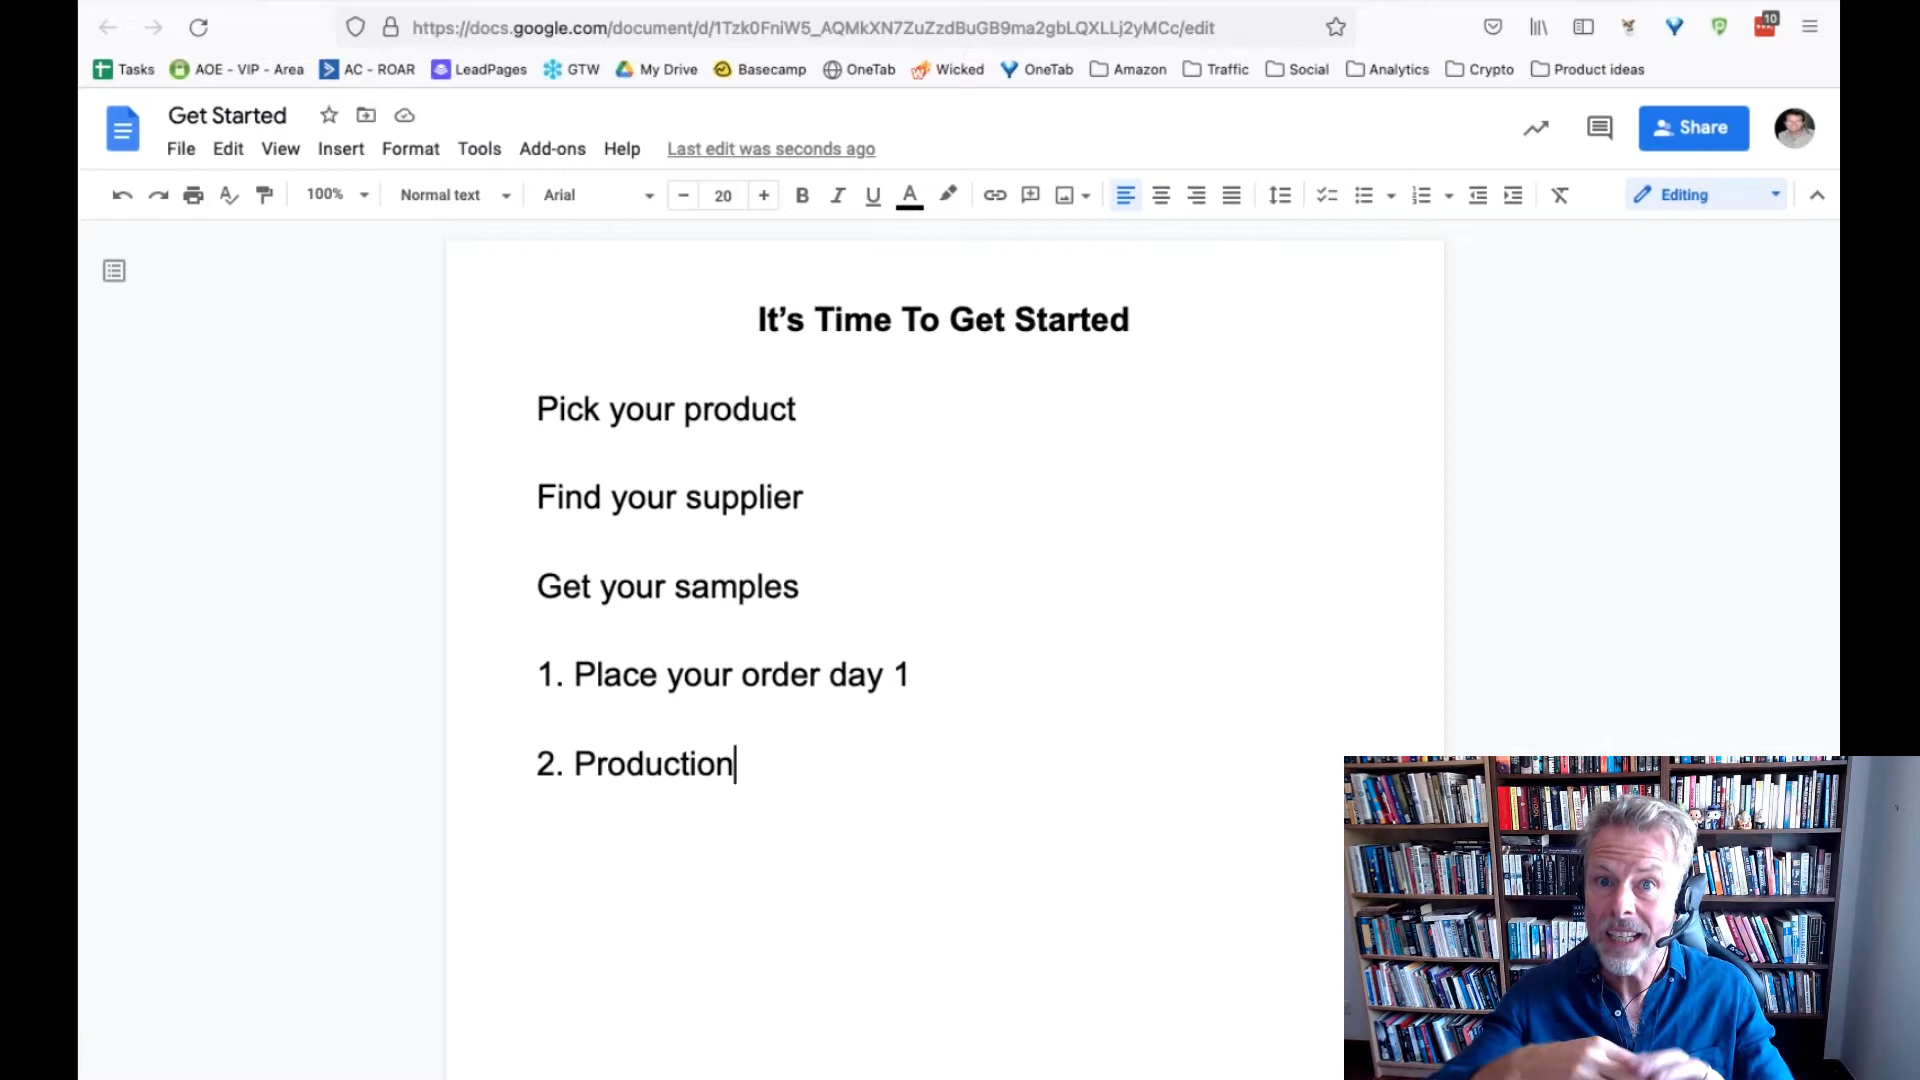 https://docs.google.com/document/d/1Tzk0FniW5_AQMkXN7ZuZzdBuGB9ma2gbLQXLLj2yMCc/edit
10
Tasks AOE - VIP - Area AC - ROAR LeadPages GTW My Drive Basecamp OneTab Wicked OneTab Amazon Traffic Social Analytics Crypto Product ideas
Get Started
Share
File Edit View Insert Format Tools Add-ons Help Last edit was seconds ago
100% Normal text Arial 20 B I U A Editing
It’s Time To Get Started
Pick your product
Find your supplier
Get your samples
1. Place your order day 1
2. Production